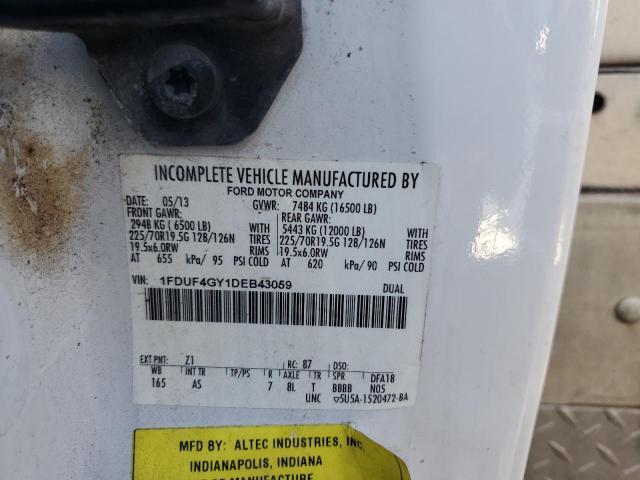 INCOMPLETE VEHICLE MANUFACTURED BY
FORD MOTOR COMPANY
DATE: 05/13 GVWR: 7484 KG (16500 LB)
FRONT GAWR: REAR GAWR:
2948 KG ( 6500 LB) WITH 5443 KG (12000 LB) WITH
225/70R19.5G 128/126N TIRES 225/70R19.5G 128/126N TIRES
19.5x6.0RW RIMS 19.5x6.0RW RIMS
AT 655 kPa/ 95 PSI COLD AT 620 kPa/ 90 PSI COLD
VIN: 1FDUF4GY1DEB43059 DUAL
EXT PNT: Z1 RC: 87 DSO:
WB INT TR TP/PS R AXLE TR SPR DFA1B
165 AS 7 8L T BBBB N05
UNC ▽5U5A-1520472-BA
MFD BY: ALTEC INDUSTRIES, INC.
INDIANAPOLIS, INDIANA
OF MANUFACTURE